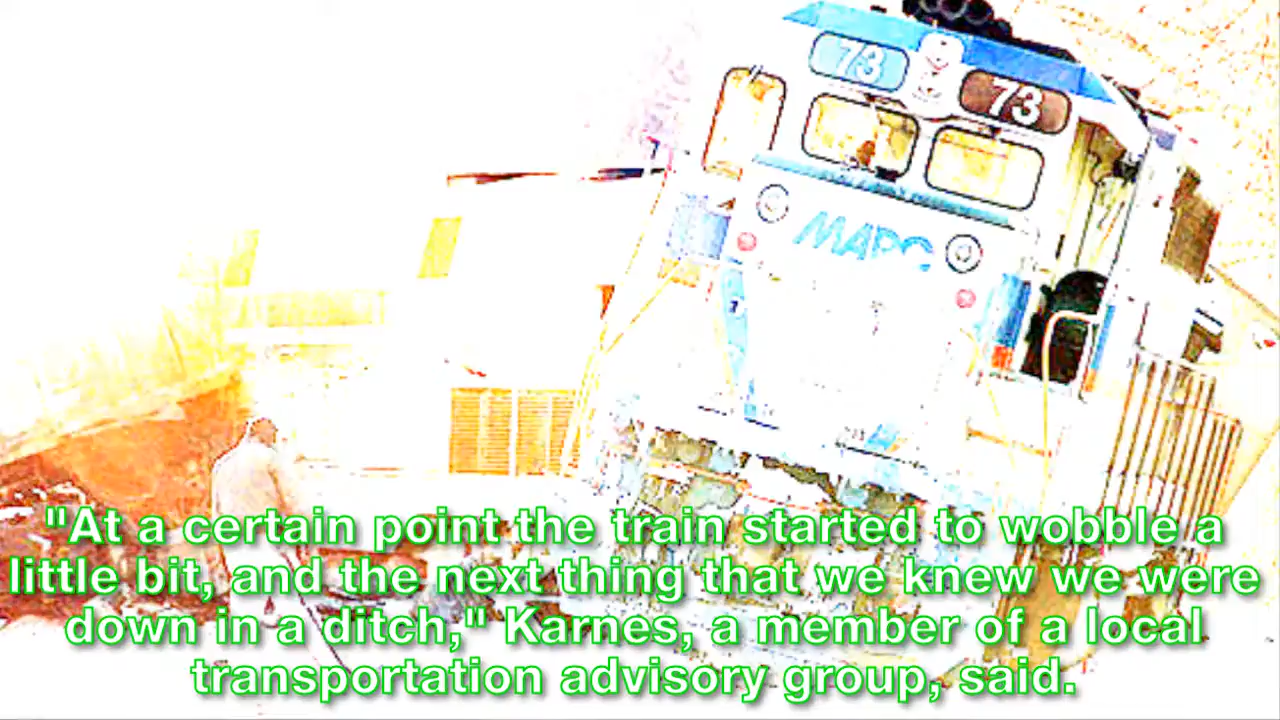 73
73
MARC
"At a certain point the train started to wobble a
little bit, and the next thing that we knew we were
down in a ditch," Karnes, a member of a local
transportation advisory group, said.